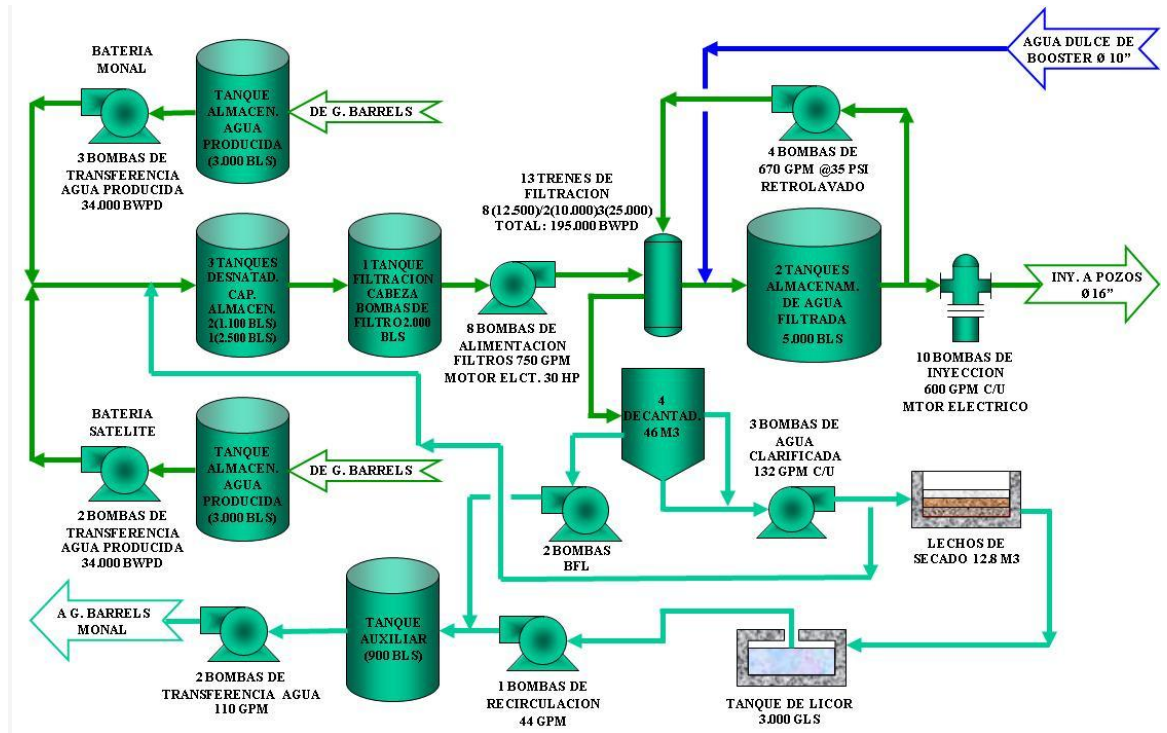 BATERIA
MONAL
TANQUE
ALMACEN.
AGUA
PRODUCIDA
(3.000 BLS)
DE G. BARRELS
AGUA DULCE DE
BOOSTER Ø 10”
3 BOMBAS DE
TRANSFERENCIA
AGUA PRODUCIDA
34.000 BWPD
4 BOMBAS DE
670 GPM @35 PSI
RETROLAVADO
13 TRENES DE
FILTRACION
8 (12.500)/2(10.000)3(25.000)
TOTAL: 195.000 BWPD
3 TANQUES
DESNATAD.
CAP.
ALMACEN.
2(1.100 BLS)
1(2.500 BLS)
1 TANQUE
FILTRACION
CABEZA
BOMBAS DE
FILTRO 2.000
BLS
8 BOMBAS DE
ALIMENTACION
FILTROS 750 GPM
MOTOR ELCT. 30 HP
2 TANQUES
ALMACENAM.
DE AGUA
FILTRADA
5.000 BLS
INY. A POZOS
Ø 16”
10 BOMBAS DE
INYECCION
600 GPM C/U
MTOR ELECTRICO
BATERIA
SATELITE
TANQUE
ALMACEN.
AGUA
PRODUCIDA
(3.000 BLS)
DE G. BARRELS
2 BOMBAS DE
TRANSFERENCIA
AGUA PRODUCIDA
34.000 BWPD
4
DECANTAD.
46 M3
3 BOMBAS DE
AGUA
CLARIFICADA
132 GPM C/U
2 BOMBAS
BFL
LECHOS DE
SECADO 12.8 M3
A G. BARRELS
MONAL
2 BOMBAS DE
TRANSFERENCIA AGUA
110 GPM
TANQUE
AUXILIAR
(900 BLS)
1 BOMBAS DE
RECIRCULACION
44 GPM
TANQUE DE LICOR
3.000 GLS